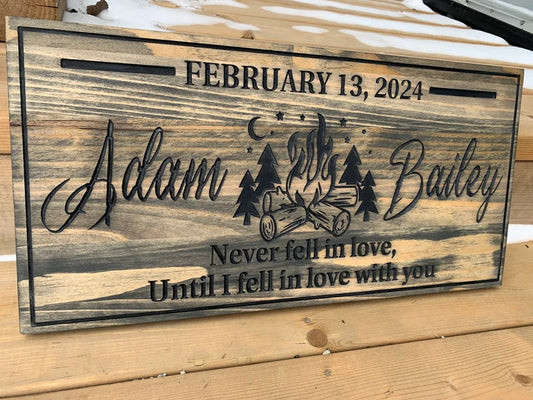 FEBRUARY 13, 2024
Adam Bailey
Never fell in love,
Until I fell in love with you